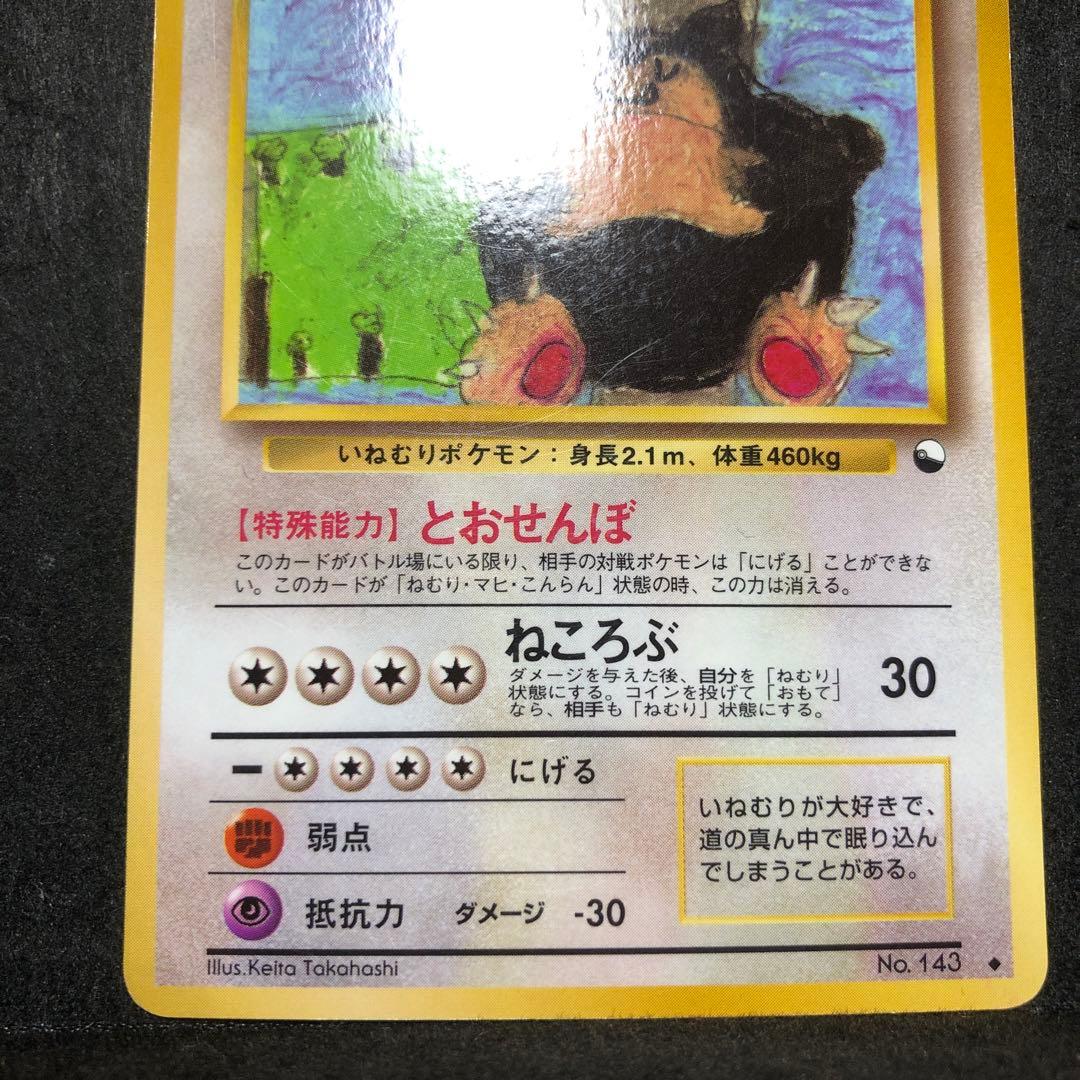 いねむりポケモン：身長2.1m、体重460kg
【特殊能力】とおせんぼ
このカードがバトル場にいる限り、相手の対戦ポケモンは「にげる」ことができな
い。このカードが「ねむり・マヒ・こんらん」状態の時、この力は消える。
ねころぶ
ダメージを与えた後、自分を「ねむり」
状態にする。コインを投げて「おもて」
なら、相手も「ねむり」状態にする。
30
ー にげる
弱点
抵抗力 ダメージ -30
いねむりが大好きで、
道の真ん中で眠り込ん
でしまうことがある。
Illus.Keita Takahashi
No. 143